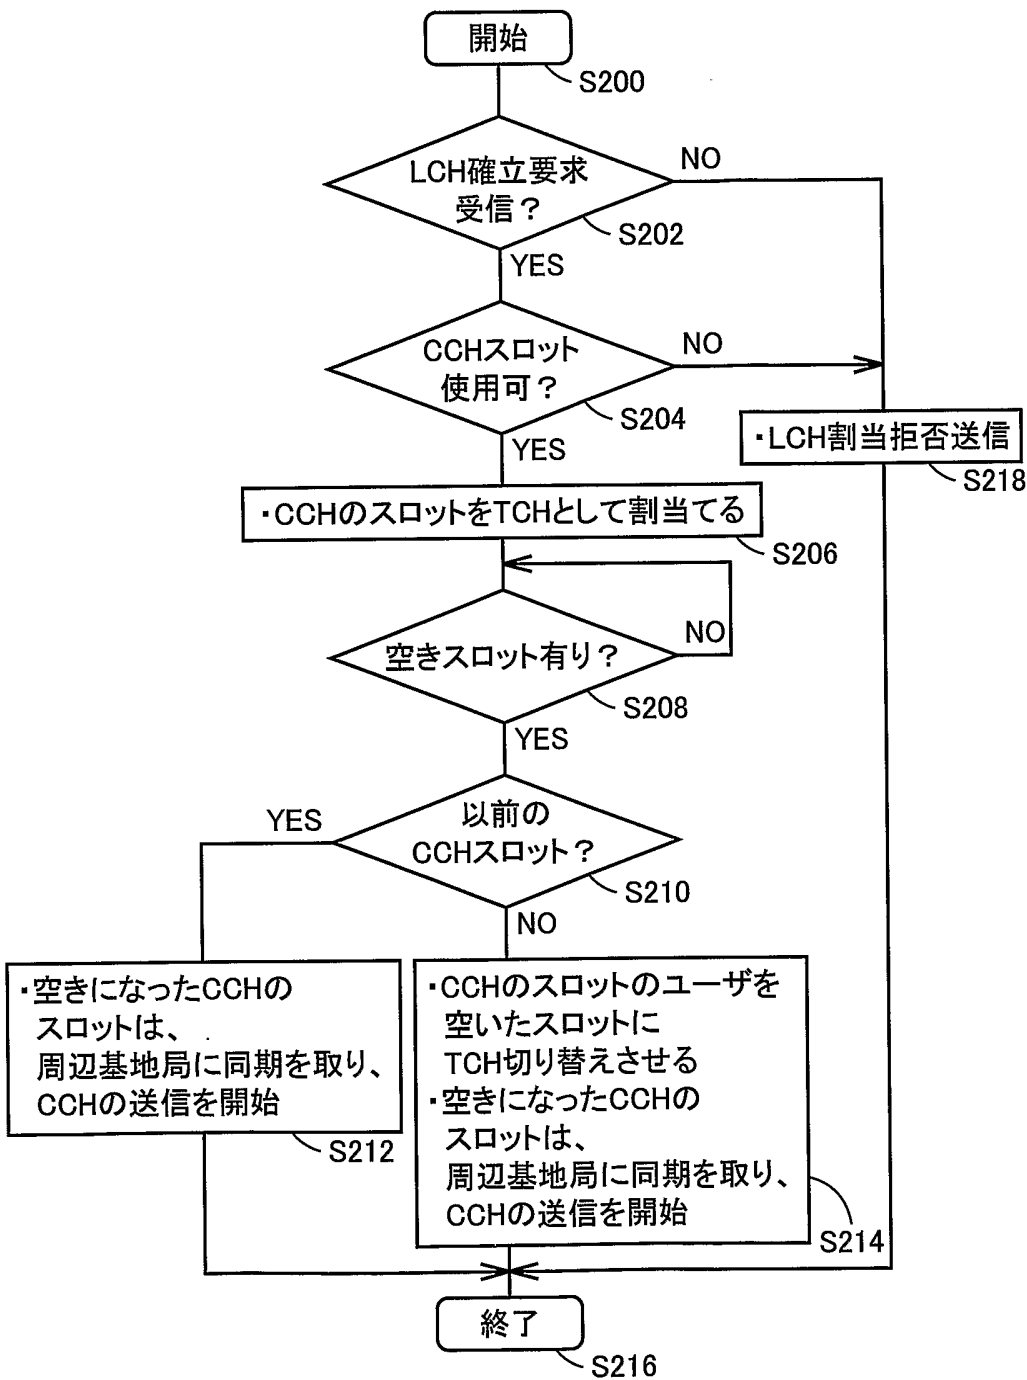 開始
S200
LCH確立要求
受信？
NO
S202
YES
CCHスロット
使用可？
NO
S204
YES
・LCH割当拒否送信
S218
・CCHのスロットをTCHとして割当てる
S206
空きスロット有り？
NO
S208
YES
以前の
CCHスロット？
YES
S210
NO
・空きになったCCHの
スロットは、
周辺基地局に同期を取り、
CCHの送信を開始
S212
・CCHのスロットのユーザを
空いたスロットに
TCH切り替えさせる
・空きになったCCHの
スロットは、
周辺基地局に同期を取り、
CCHの送信を開始
S214
終了
S216